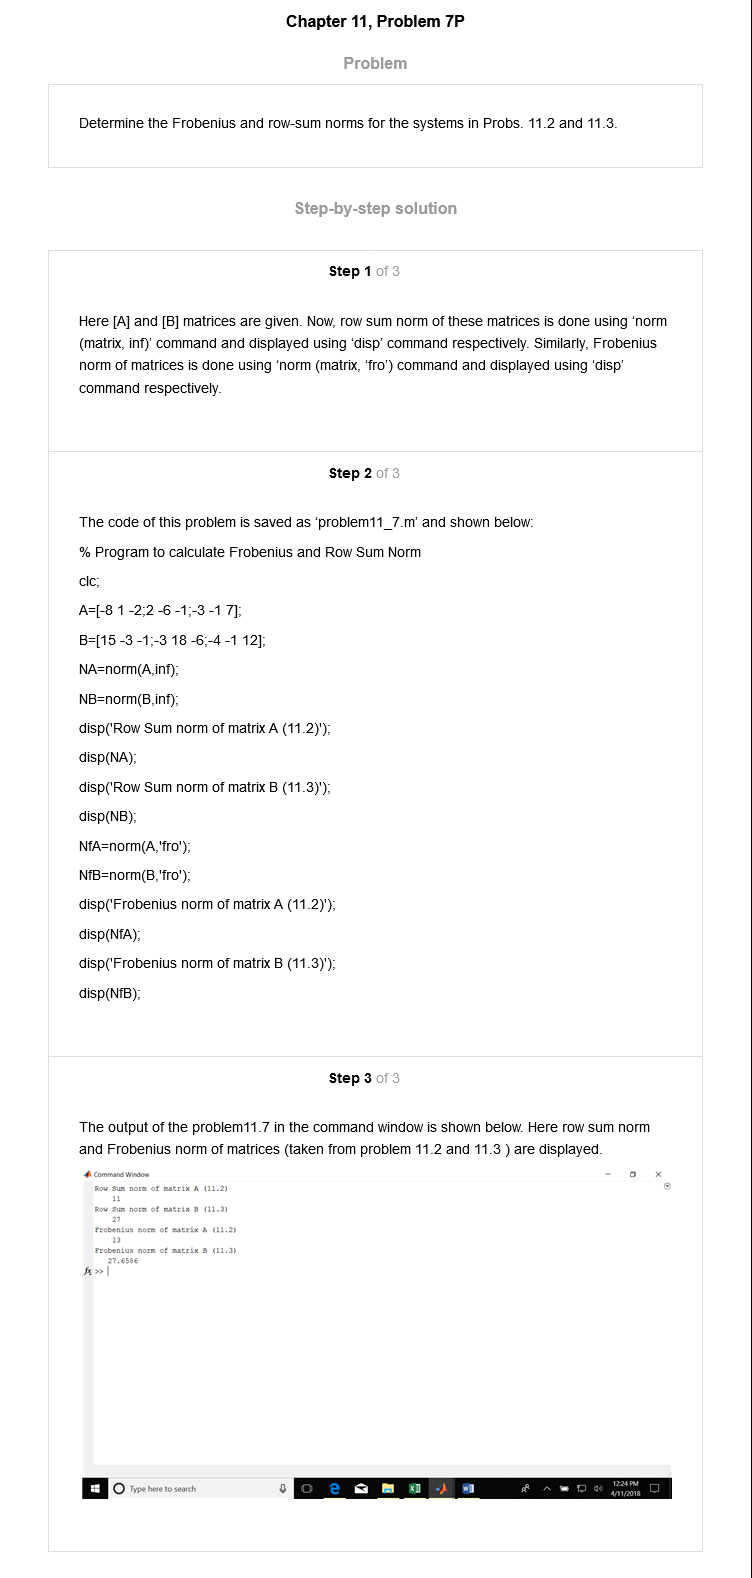 Chapter 11, Problem 7P
Problem
Determine the Frobenius and row-sum norms for the systems in Probs. 11.2 and 11.3.
Step-by-step solution
Step 1 of 3
Here [A] and [B] matrices are given. Now, row sum norm of these matrices is done using ‘norm
(matrix, inf)’ command and displayed using ‘disp’ command respectively. Similarly, Frobenius
norm of matrices is done using ‘norm (matrix, ‘fro’) command and displayed using ‘disp’
command respectively.
Step 2 of 3
The code of this problem is saved as ‘problem11_7.m’ and shown below:
% Program to calculate Frobenius and Row Sum Norm
clc;
A=[-8 1 -2;2 -6 -1;-3 -1 7];
B=[15 -3 -1;-3 18 -6;-4 -1 12];
NA=norm(A,inf);
NB=norm(B,inf);
disp('Row Sum norm of matrix A (11.2)');
disp(NA);
disp('Row Sum norm of matrix B (11.3)');
disp(NB);
NfA=norm(A,'fro');
NfB=norm(B,'fro');
disp('Frobenius norm of matrix A (11.2)');
disp(NfA);
disp('Frobenius norm of matrix B (11.3)');
disp(NfB);
Step 3 of 3
The output of the problem11.7 in the command window is shown below. Here row sum norm
and Frobenius norm of matrices (taken from problem 11.2 and 11.3 ) are displayed.
Command Window
Row Sum norm of matrix A (11.2)
11
Row Sum norm of matrix B (11.3)
27
Frobenius norm of matrix A (11.2)
13
Frobenius norm of matrix B (11.3)
27.6586
fx >>
Type here to search
12:24 PM
4/11/2018